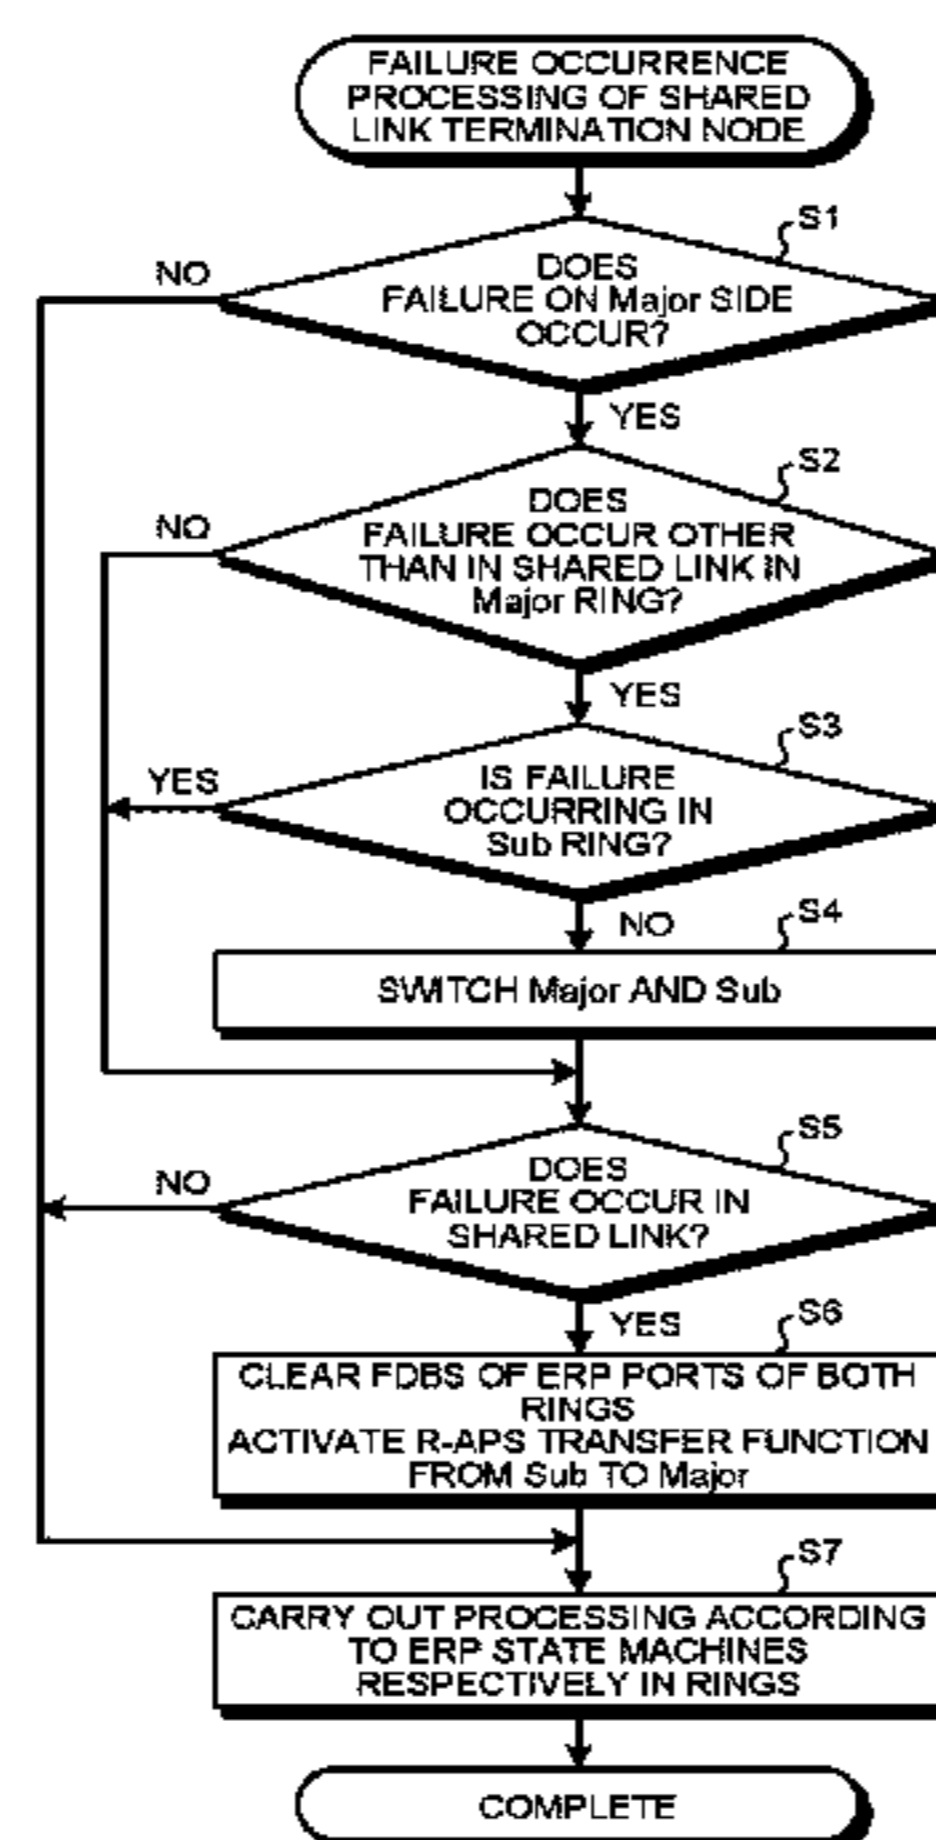 FAILURE OCCURRENCE
PROCESSING OF SHARED
LINK TERMINATION NODE
S1
NO
DOES
FAILURE ON Major SIDE
OCCUR?
YES
S2
NO
DOES
FAILURE OCCUR OTHER
THAN IN SHARED LINK IN
Major RING?
YES
S3
YES
IS FAILURE
OCCURRING IN
Sub RING?
NO
S4
SWITCH Major AND Sub
S5
NO
DOES
FAILURE OCCUR IN
SHARED LINK?
YES
S6
CLEAR FDBS OF ERP PORTS OF BOTH
RINGS
ACTIVATE R-APS TRANSFER FUNCTION
FROM Sub TO Major
S7
CARRY OUT PROCESSING ACCORDING
TO ERP STATE MACHINES
RESPECTIVELY IN RINGS
COMPLETE